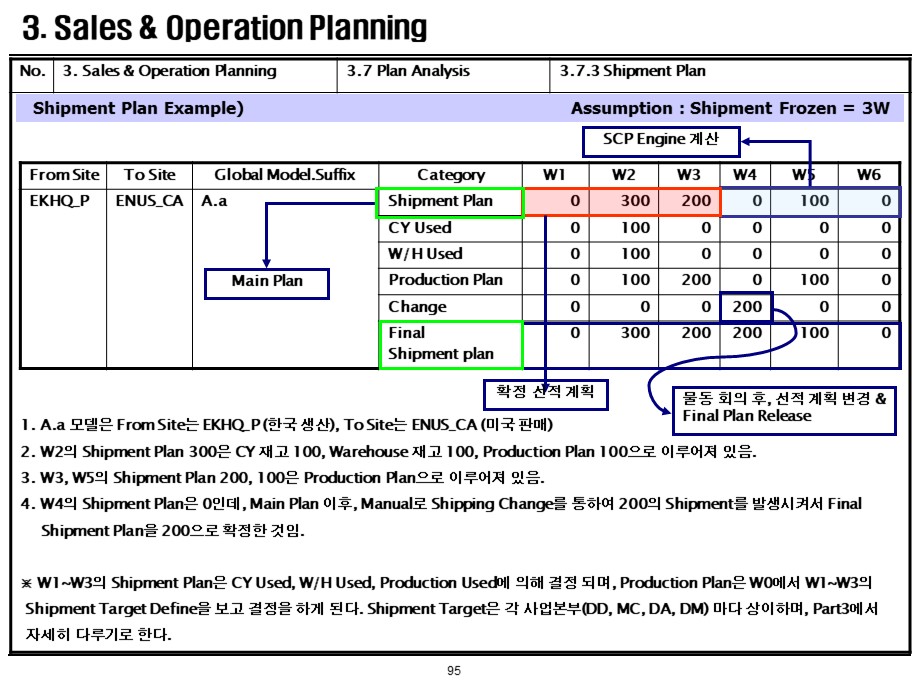 3. Sales & Operation Planning
No. 3. Sales & Operation Planning 3.7 Plan Analysis 3.7.3 Shipment Plan
Shipment Plan Example) Assumption : Shipment Frozen = 3W
SCP Engine 계산
From Site To Site Global Model.Suffix Category W1 W2 W3 W4 W5 W6
EKHQ_P ENUS_CA A.a Shipment Plan 0 300 200 0 100 0
CY Used 0 100 0 0 0 0
W/H Used 0 100 0 0 0 0
Main Plan
Production Plan 0 100 200 0 100 0
Change 0 0 0 200 0 0
Final 0 300 200 200 100 0
Shipment plan
확정 선적 계획
물동 회의 후, 선적 계획 변경 &
Final Plan Release
1. A.a 모델은 From Site는 EKHQ_P (한국 생산), To Site는 ENUS_CA (미국 판매)
2. W2의 Shipment Plan 300은 CY 재고 100, Warehouse 재고 100, Production Plan 100으로 이루어져 있음.
3. W3, W5의 Shipment Plan 200, 100은 Production Plan으로 이루어져 있음.
4. W4의 Shipment Plan은 0인데, Main Plan 이후, Manual로 Shipping Change를 통하여 200의 Shipment를 발생시켜서 Final
Shipment Plan을 200으로 확정한 것임.
※ W1~W3의 Shipment Plan은 CY Used, W/H Used, Production Used에 의해 결정 되며, Production Plan은 W0에서 W1~W3의
Shipment Target Define을 보고 결정을 하게 된다. Shipment Target은 각 사업본부(DD, MC, DA, DM) 마다 상이하며, Part3에서
자세히 다루기로 한다.
95